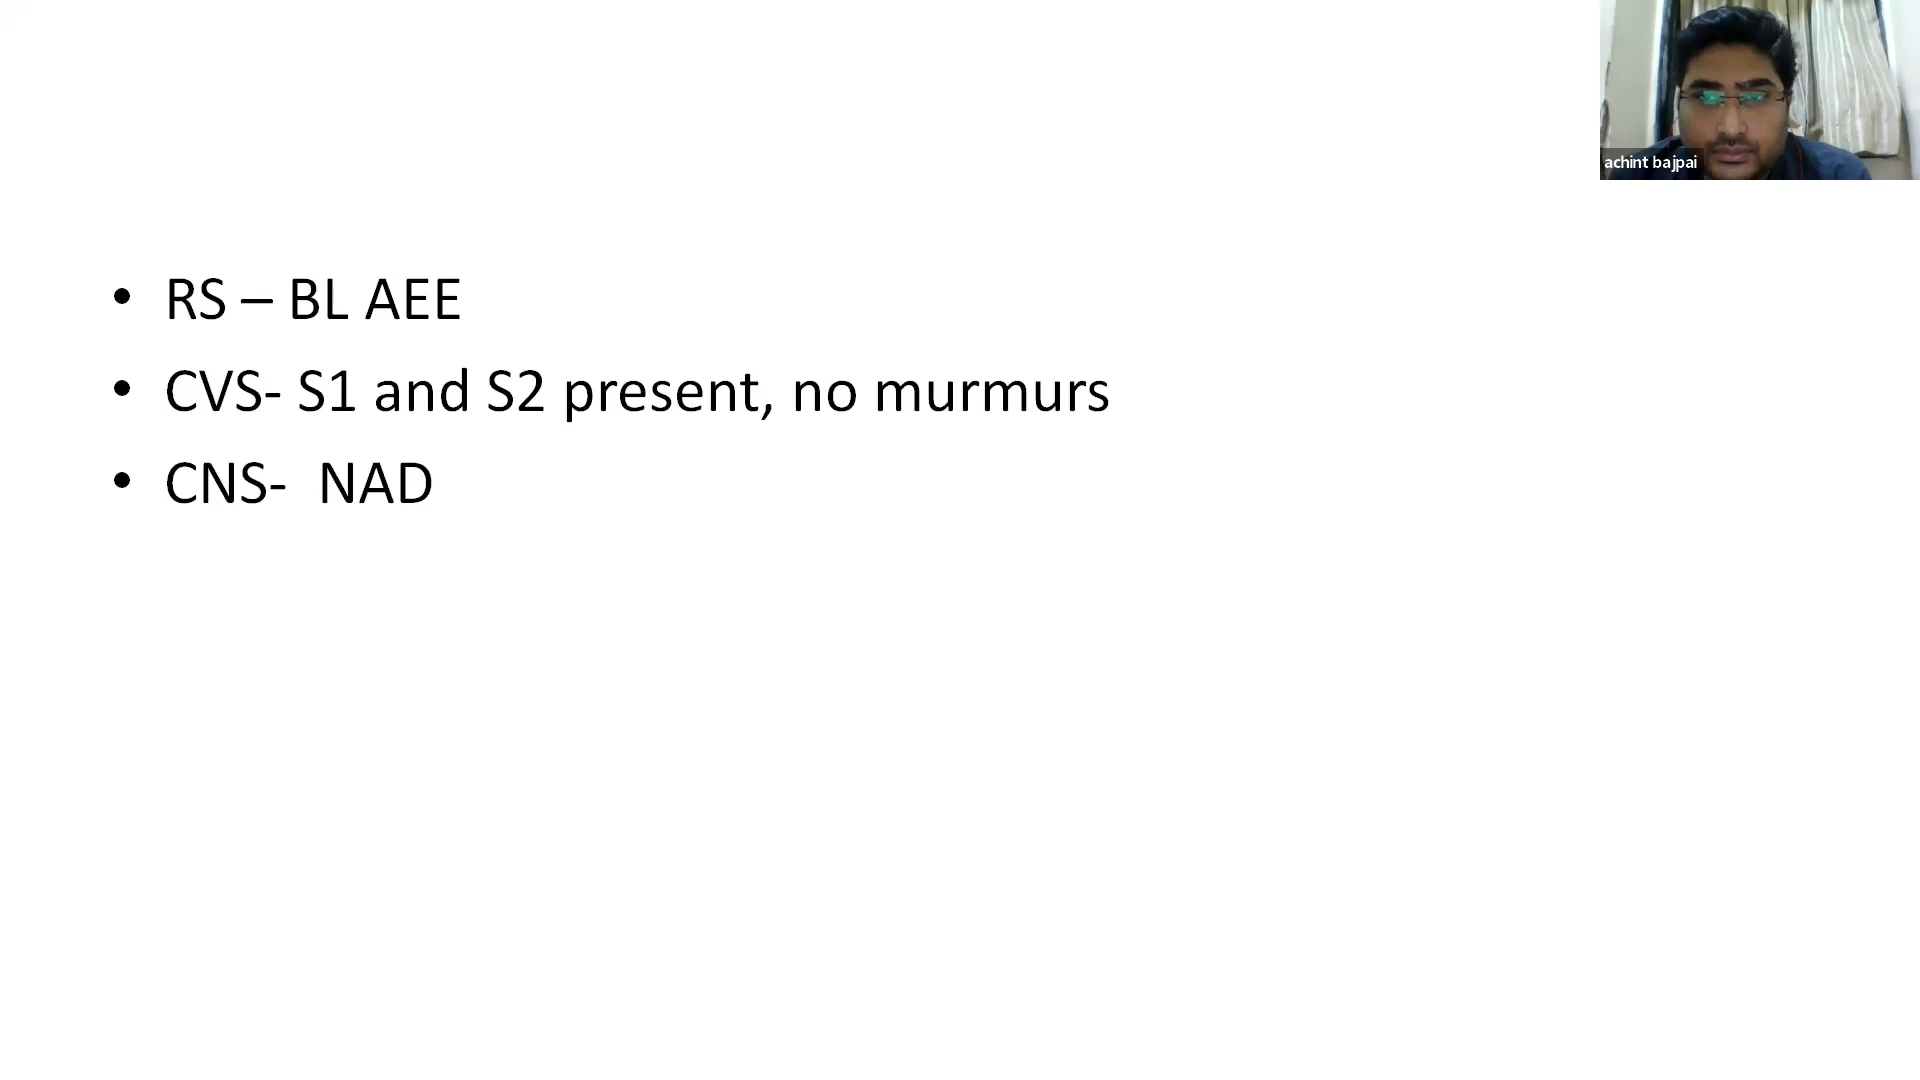 achint bajpai
• RS – BL AEE
• CVS- S1 and S2 present, no murmurs
• CNS-  NAD